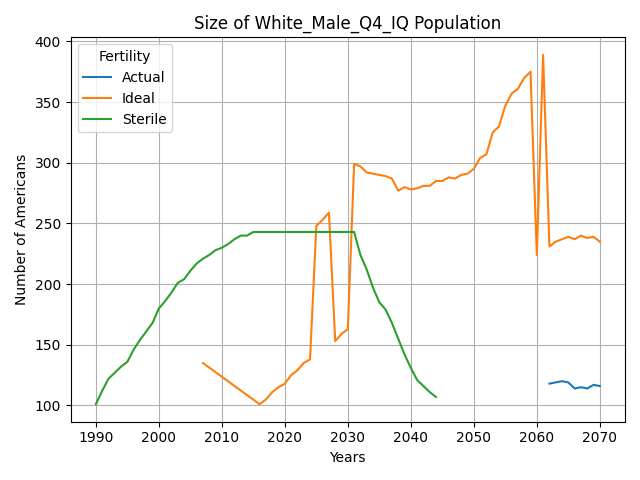 Size of White_Male_Q4_IQ Population
Number of Americans
400
350
300
250
200
150
100
Fertility
Actual
Ideal
Sterile
1990 2000 2010 2020 2030 2040 2050 2060 2070
Years